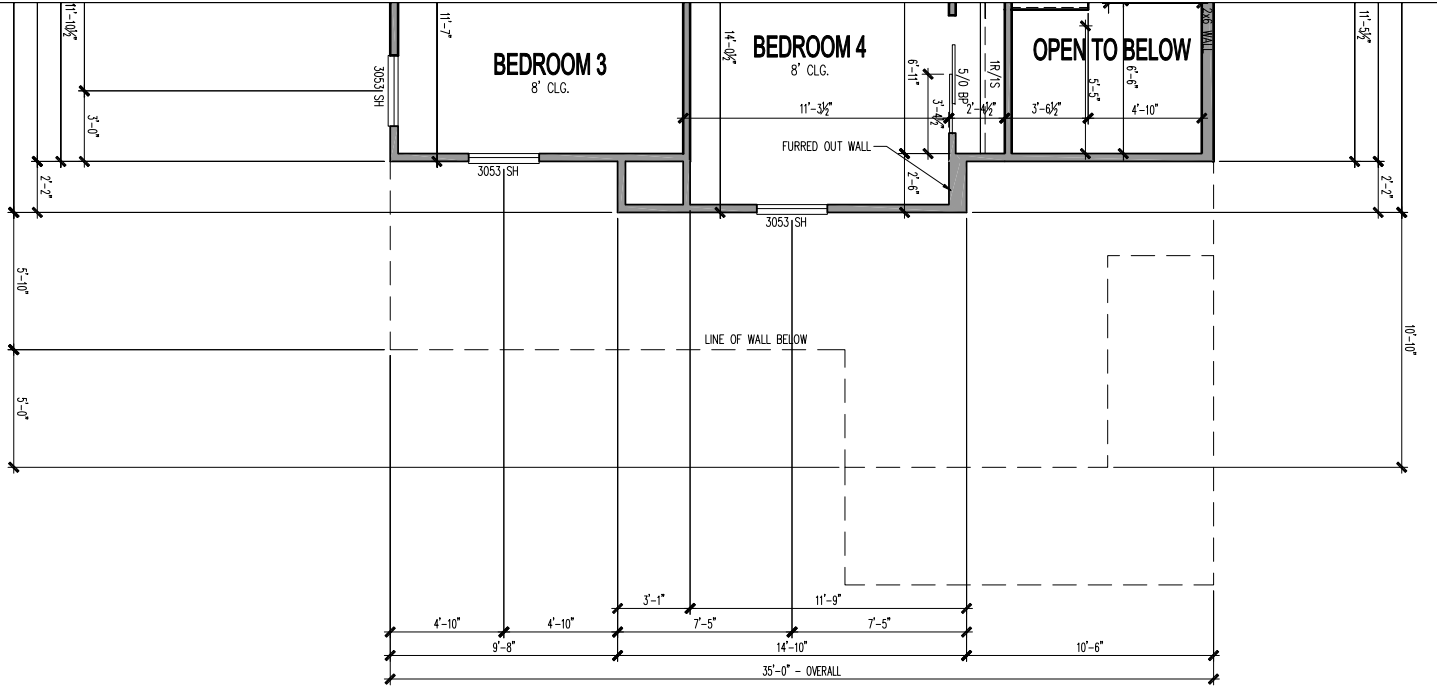 11'-10½"
11'-7"
14'-0½"
2x6 WALL
11'-5½"
BEDROOM 3
8' CLG.
BEDROOM 4
8' CLG.
OPEN TO BELOW
3053 SH
6'-11"
5/0 BP
1R/1S
5'-5"
6'-6"
3'-0"
11'-3½"
3'-4½"
2'-4½"
3'-6½"
4'-10"
FURRED OUT WALL
2'-2"
3053 SH
2'-6"
2'-2"
3053 SH
5'-10"
LINE OF WALL BELOW
10'-10"
5'-0"
3'-1"
11'-9"
4'-10"
4'-10"
7'-5"
7'-5"
9'-8"
14'-10"
10'-6"
35'-0" - OVERALL